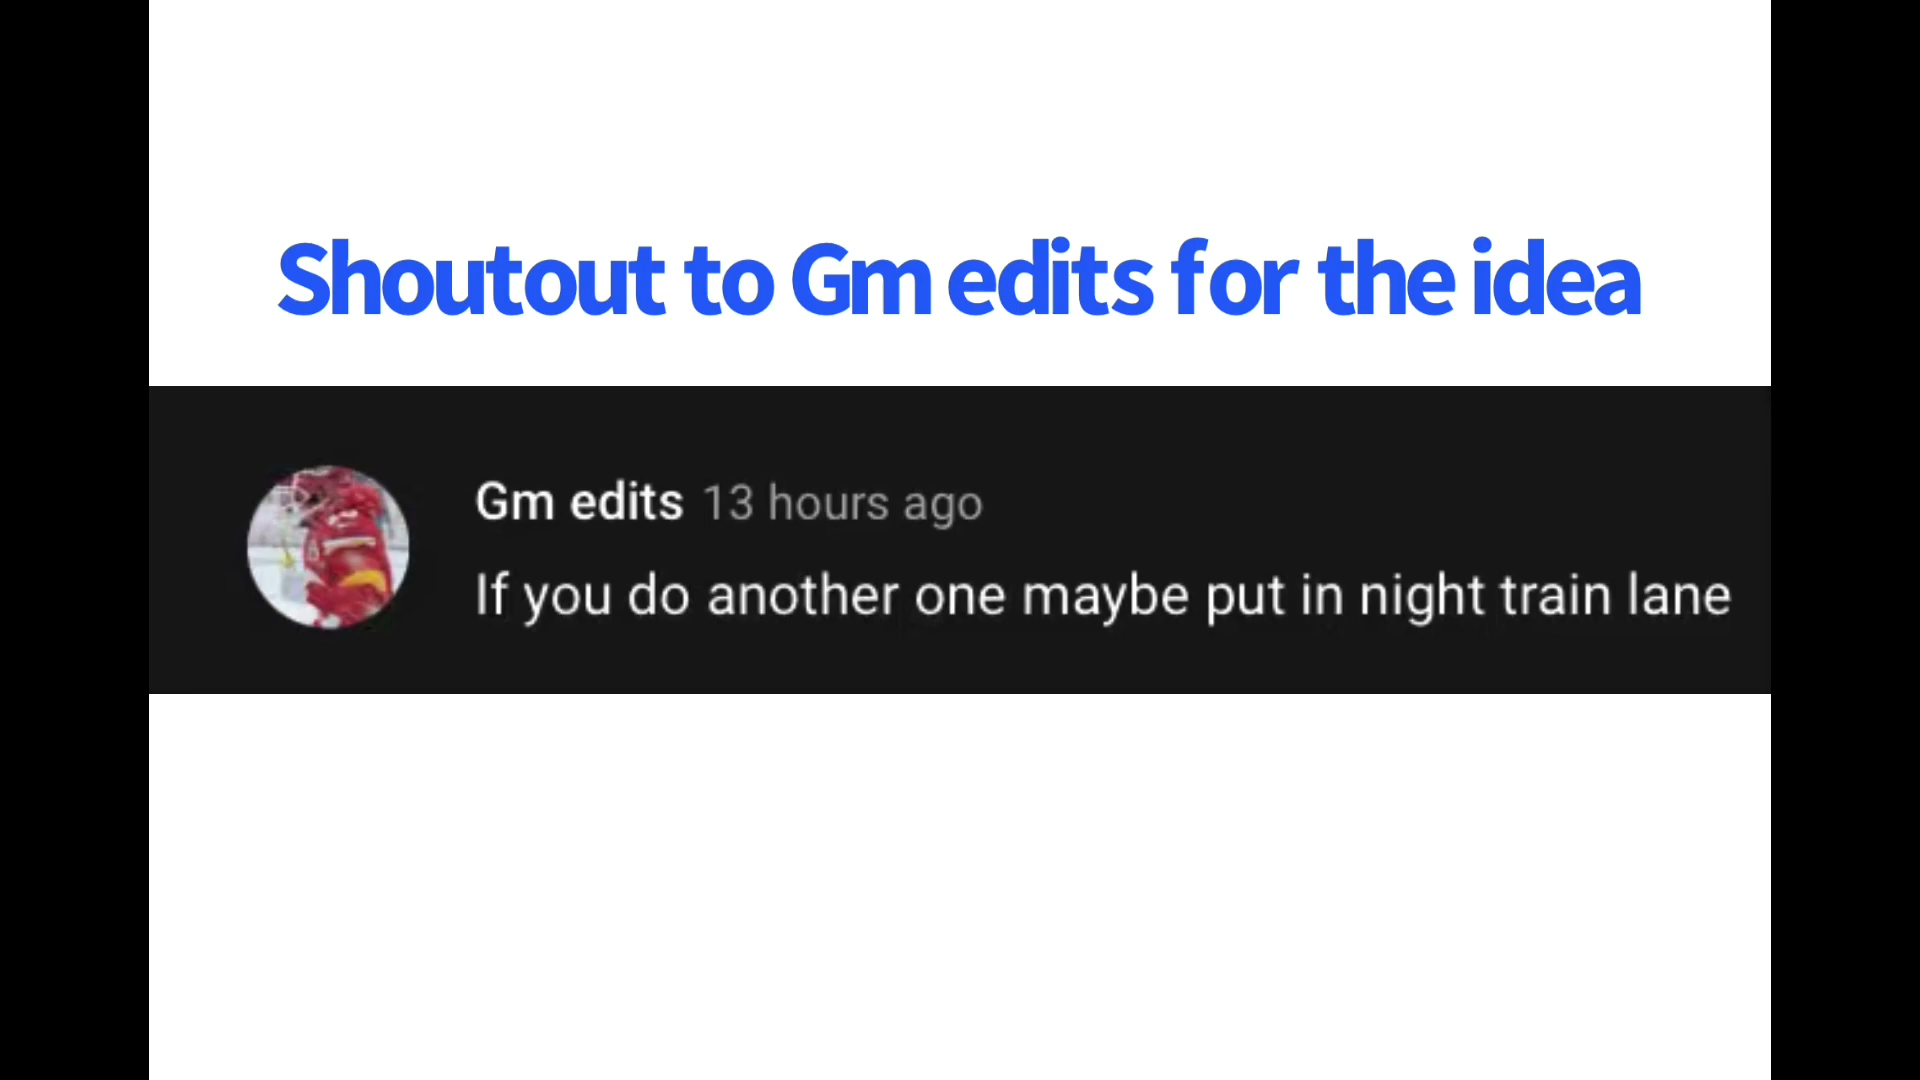 Shoutout to Gm edits for the idea
Gm edits 13 hours ago
If you do another one maybe put in night train lane